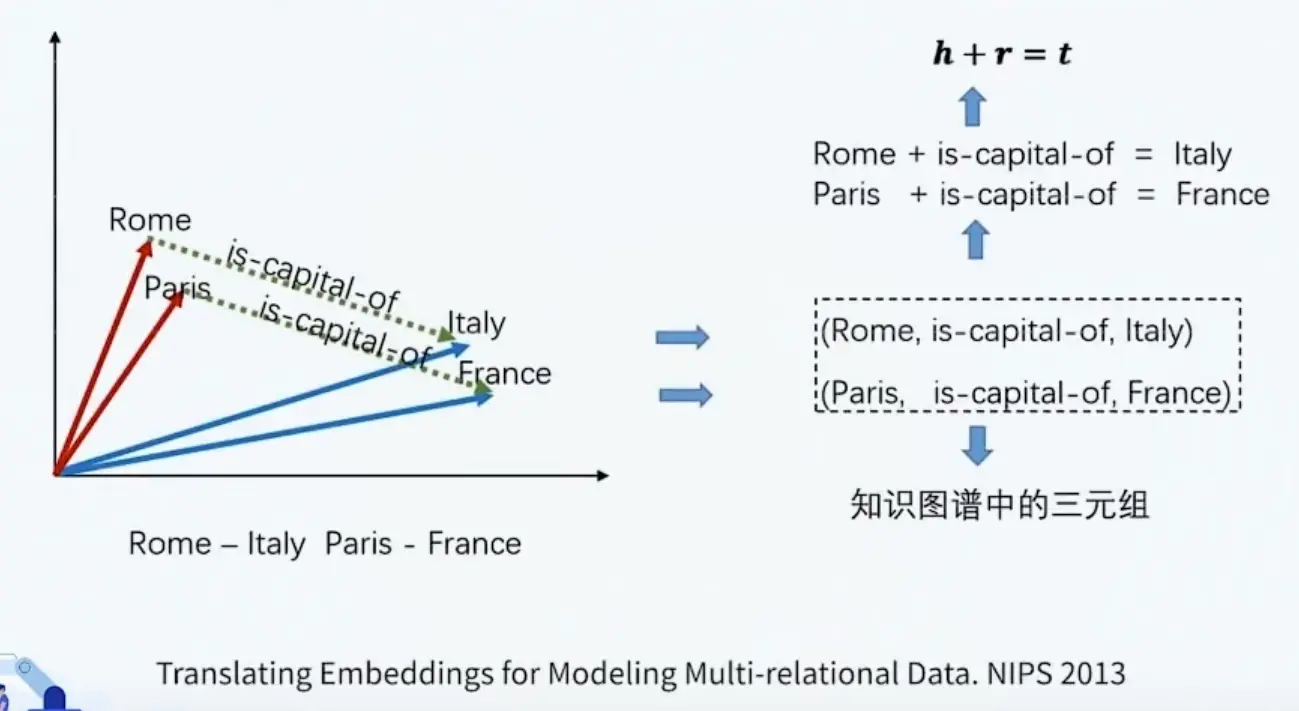 h + r = t
Rome + is-capital-of = Italy
Paris + is-capital-of = France
Rome
is-capital-of
Paris
is-capital-of
Italy
France
(Rome, is-capital-of, Italy)
(Paris, is-capital-of, France)
知识图谱中的三元组
Rome – Italy Paris - France
Translating Embeddings for Modeling Multi-relational Data. NIPS 2013